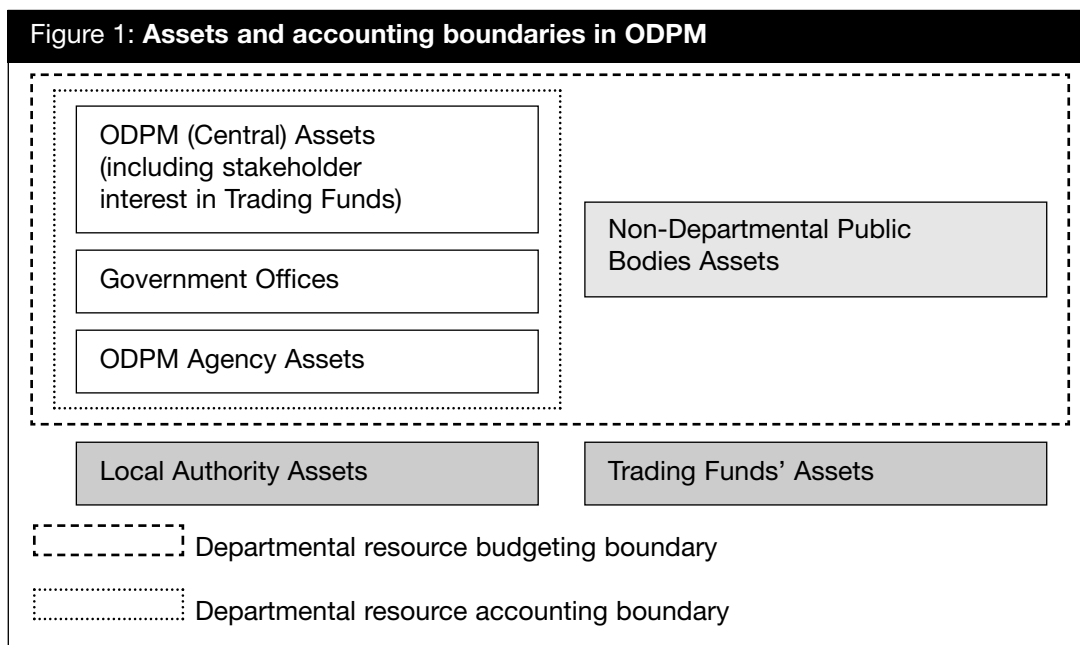 Figure 1: Assets and accounting boundaries in ODPM
ODPM (Central) Assets
(including stakeholder
interest in Trading Funds)
Government Offices
ODPM Agency Assets
Non-Departmental Public
Bodies Assets
Local Authority Assets
Trading Funds’ Assets
Departmental resource budgeting boundary
Departmental resource accounting boundary